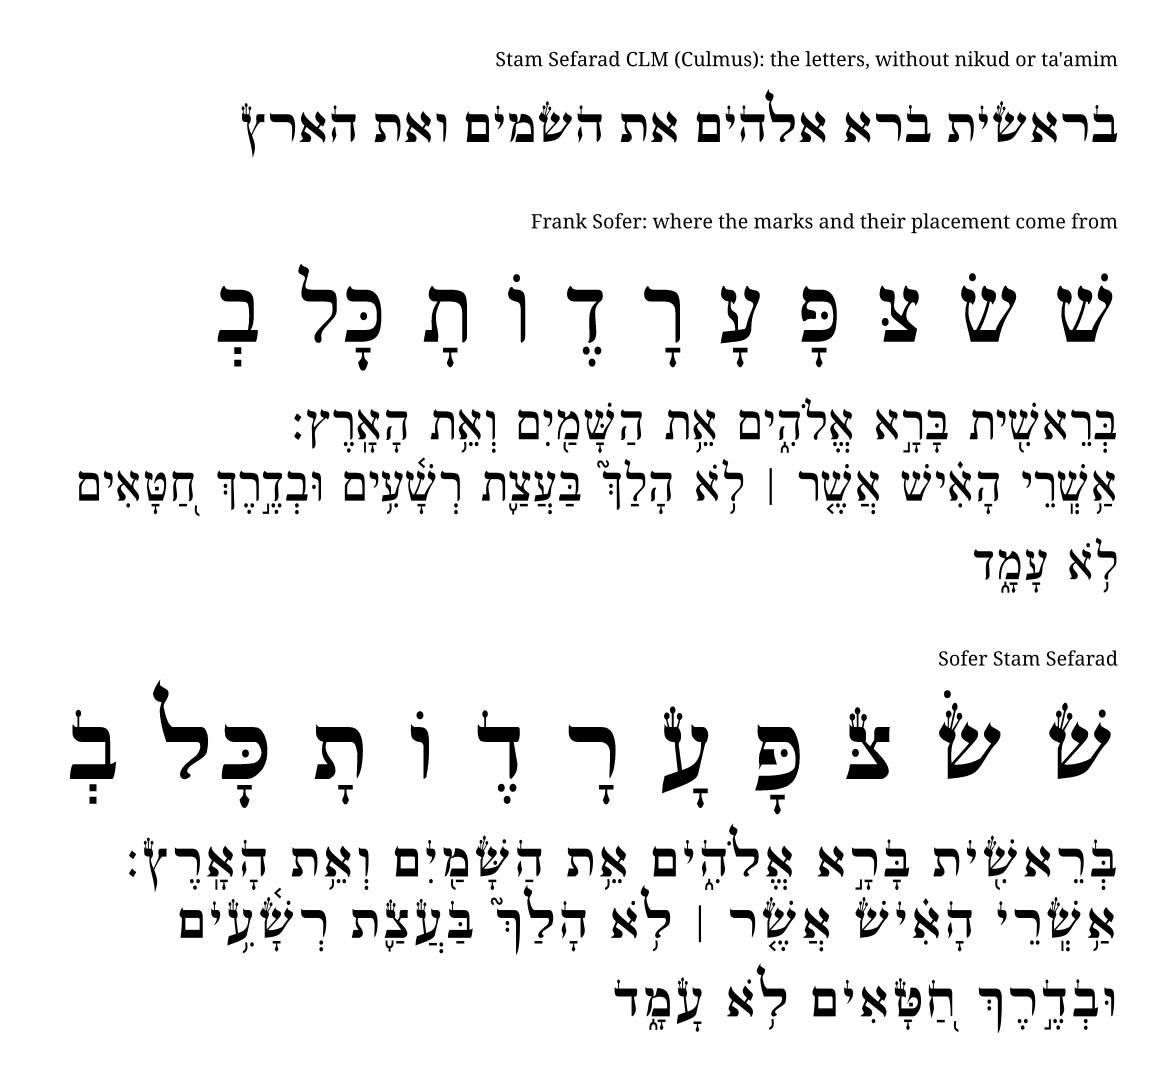 Stam Sefarad CLM (Culmus): the letters, without nikud or ta'amim
בראשית ברא אלהים את השמים ואת הארץ
Frank Sofer: where the marks and their placement come from
שׁ שׂ צּ פָּ עָ רָ דֶ וֹ תָ כָּל בְ
בְּרֵאשִׁ֖ית בָּרָ֣א אֱלֹהִ֑ים אֵ֥ת הַשָּׁמַ֖יִם וְאֵ֥ת הָאָֽרֶץ׃
אַ֥שְֽׁרֵי הָאִ֗ישׁ אֲשֶׁ֤ר ׀ לֹ֥א הָלַךְ֮ בַּעֲצַ֪ת רְשָׁ֫עִ֥ים וּבְדֶ֣רֶךְ חַ֭טָּאִים
לֹ֥א עָמָ֑ד
Sofer Stam Sefarad
שׁ שׂ צּ פָּ עָ רָ דֶ וֹ תָ כָּל בְ
בְּרֵאשִׁ֖ית בָּרָ֣א אֱלֹהִ֑ים אֵ֥ת הַשָּׁמַ֖יִם וְאֵ֥ת הָאָֽרֶץ׃
אַ֥שְֽׁרֵי הָאִ֗ישׁ אֲשֶׁ֤ר ׀ לֹ֥א הָלַךְ֮ בַּעֲצַ֪ת רְשָׁ֫עִ֥ים
וּבְדֶ֣רֶךְ חַ֭טָּאִים לֹ֥א עָמָ֑ד